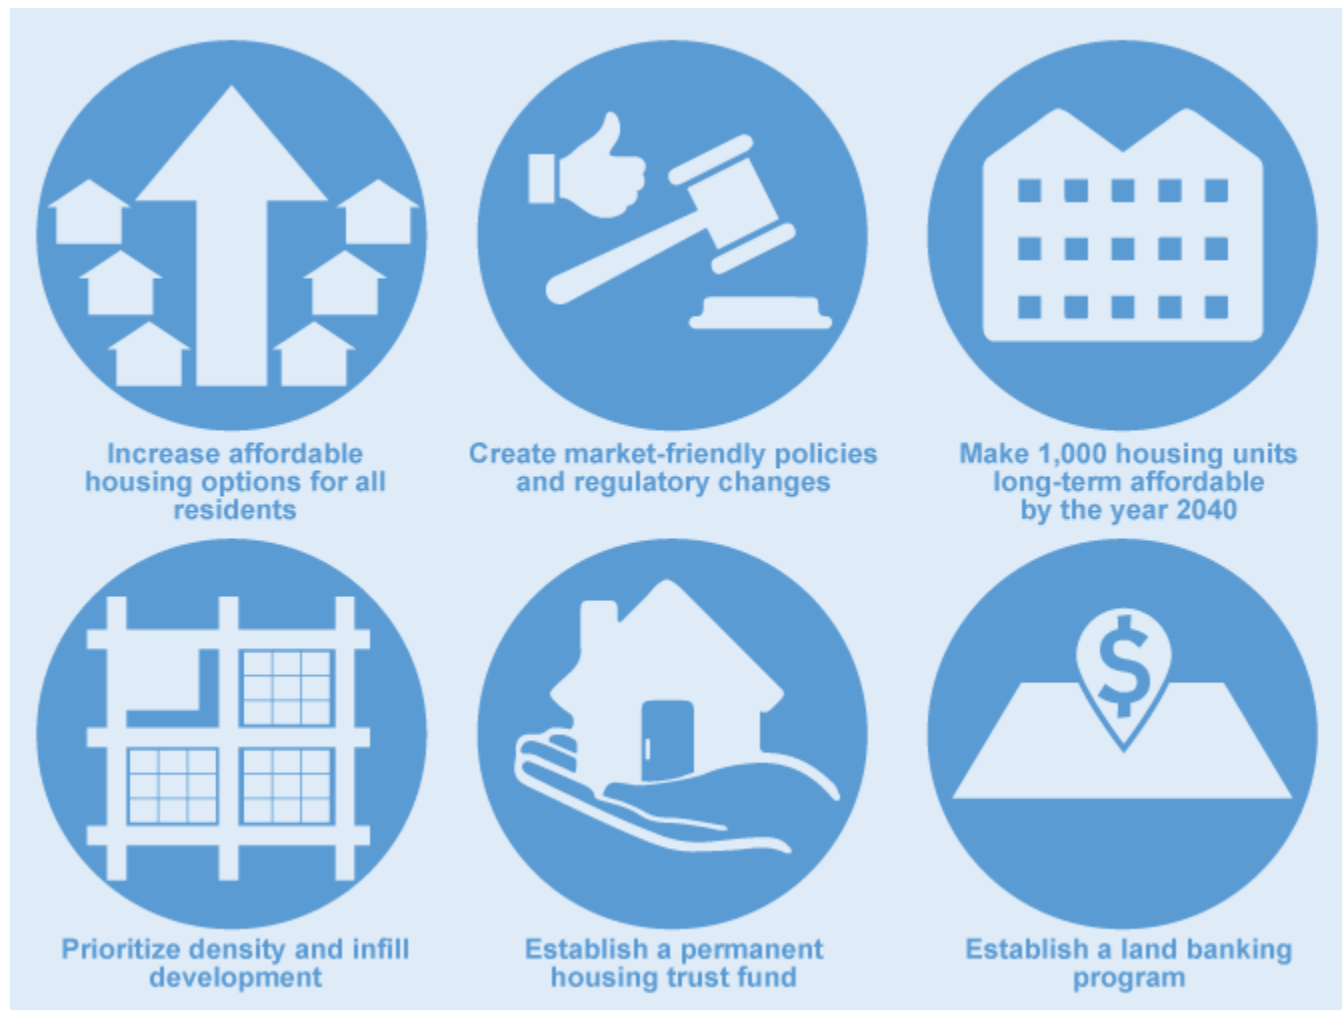 Increase affordable
housing options for all
residents
Create market-friendly policies
and regulatory changes
Make 1,000 housing units
long-term affordable
by the year 2040
$
Prioritize density and infill
development
Establish a permanent
housing trust fund
Establish a land banking
program